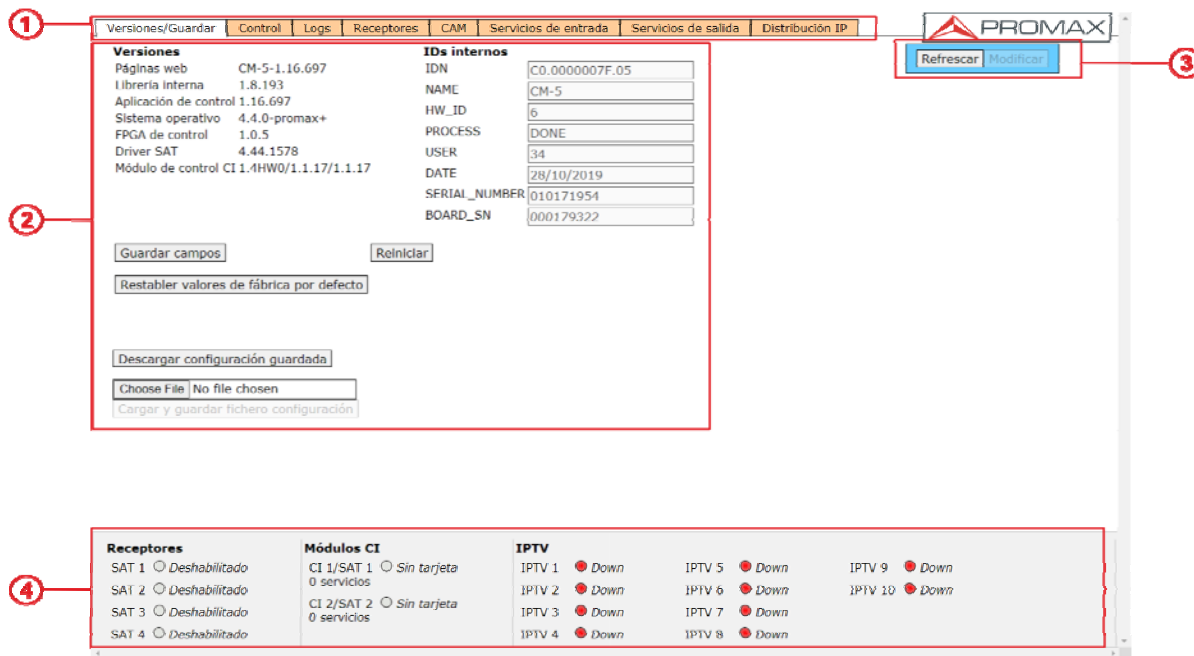 1
Versiones/Guardar Control Logs Receptores CAM Servicios de entrada Servicios de salida Distribución IP
PROMAX
Refrescar Modificar
3
2
Versiones
Páginas web CM-5-1.16.697
Librería interna 1.8.193
Aplicación de control 1.16.697
Sistema operativo 4.4.0-promax+
FPGA de control 1.0.5
Driver SAT 4.44.1578
Módulo de control CI 1.4HW0/1.1.17/1.1.17
IDs internos
IDN C0.0000007F.05
NAME CM-5
HW_ID 6
PROCESS DONE
USER 34
DATE 28/10/2019
SERIAL_NUMBER 010171954
BOARD_SN 000179322
Guardar campos Reiniciar
Restabler valores de fábrica por defecto
Descargar configuración guardada
Choose File No file chosen
Cargar y guardar fichero configuración
4
Receptores
SAT 1 Deshabilitado
SAT 2 Deshabilitado
SAT 3 Deshabilitado
SAT 4 Deshabilitado
Módulos CI
CI 1/SAT 1 Sin tarjeta
0 servicios
CI 2/SAT 2 Sin tarjeta
0 servicios
IPTV
IPTV 1 Down IPTV 5 Down IPTV 9 Down
IPTV 2 Down IPTV 6 Down IPTV 10 Down
IPTV 3 Down IPTV 7 Down
IPTV 4 Down IPTV 8 Down